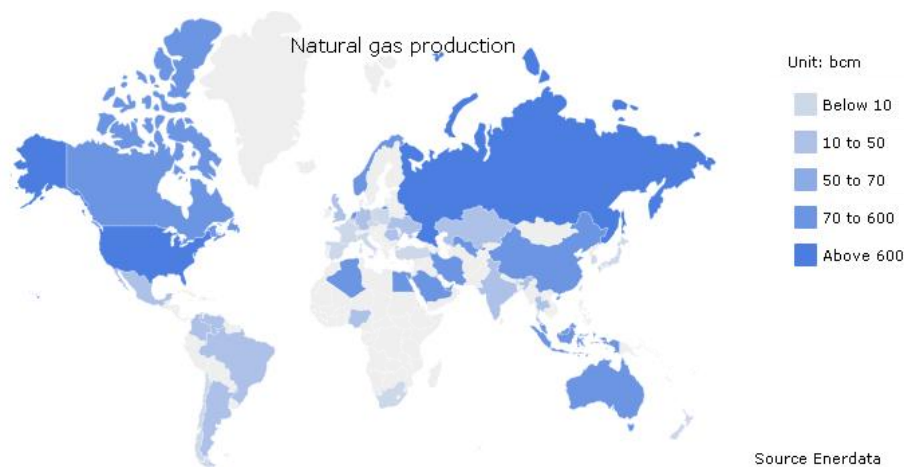 Natural gas production
Unit: bcm
Below 10
10 to 50
50 to 70
70 to 600
Above 600
Source Enerdata